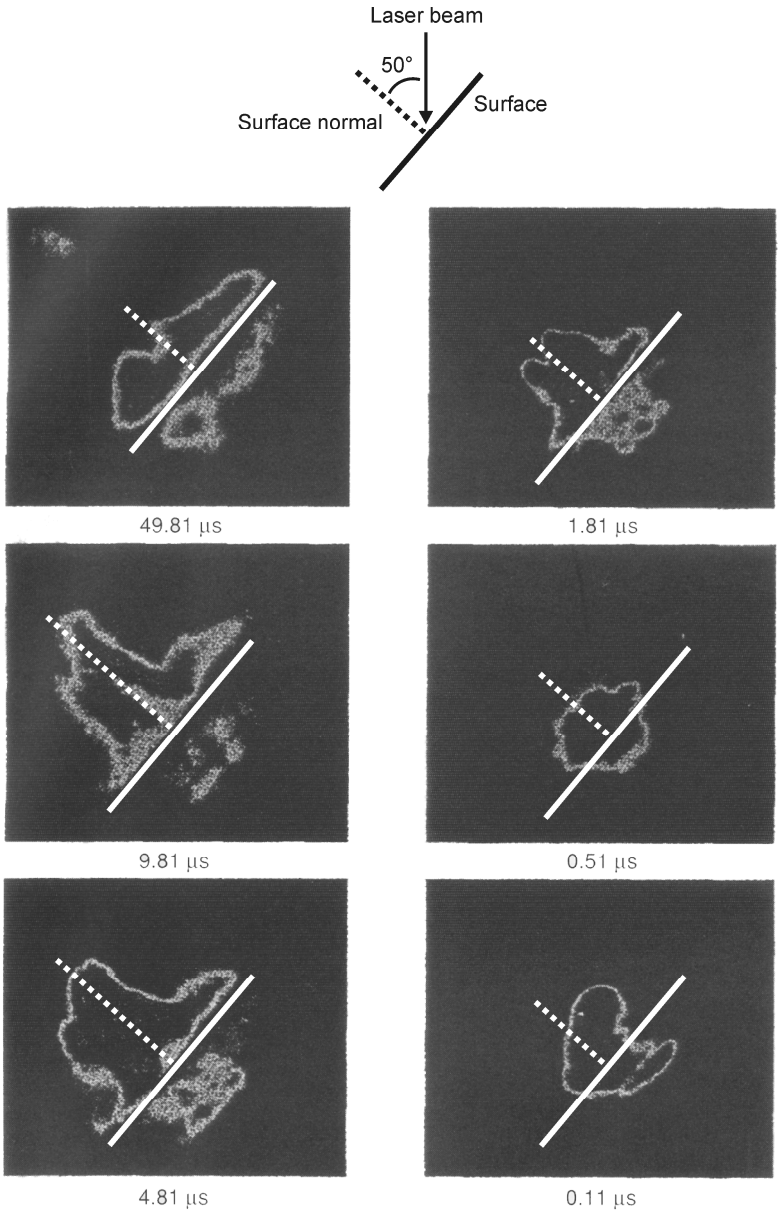 Laser beam
50°
Surface
Surface normal
49.81 μs
1.81 μs
9.81 μs
0.51 μs
4.81 μs
0.11 μs